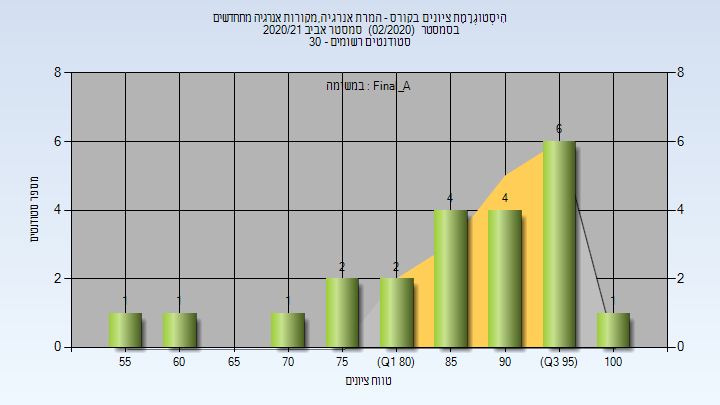 היסטוגרמת ציונים בקורס - המרת אנרגיה,מקורות אנרגיה מתחדשים
בסמסטר (02/2020) סמסטר אביב 2020/21
סטודנטים רשומים - 30
במשימה : Final_A
8 8
6 6
4 4
2 2
0 0
מספר סטודנטים
1 1 1 2 2 4 4 6 1
55 60 65 70 75 (Q1 80) 85 90 (Q3 95) 100
טווח ציונים